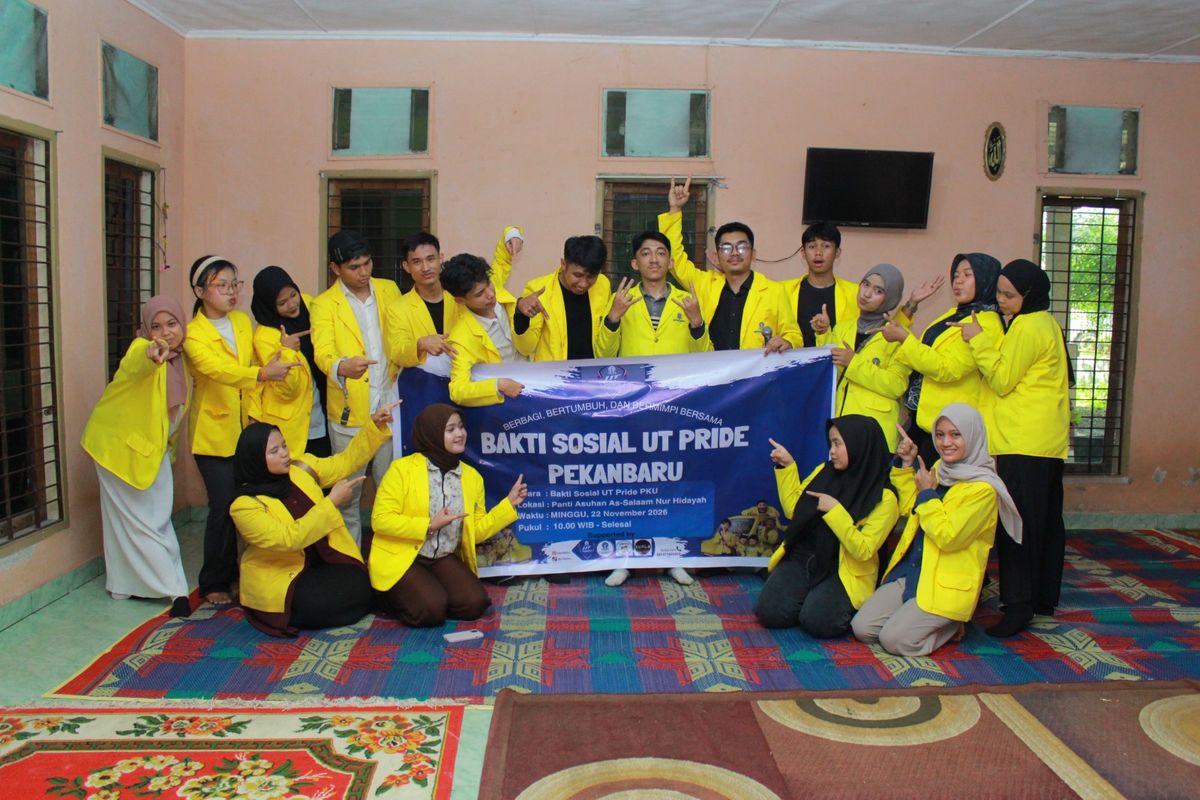 BERBAGI, BERTUMBUH, DAN BERMIMPI BERSAMA
BAKTI SOSIAL UT PRIDE
PEKANBARU
ara : Bakti Sosial UT Pride PKU
Lokasi : Panti Asuhan As-Salaam Nur Hidayah
Waktu : MINGGU, 22 November 2026
Pukul : 10.00 WIB - Selesai
Supported by